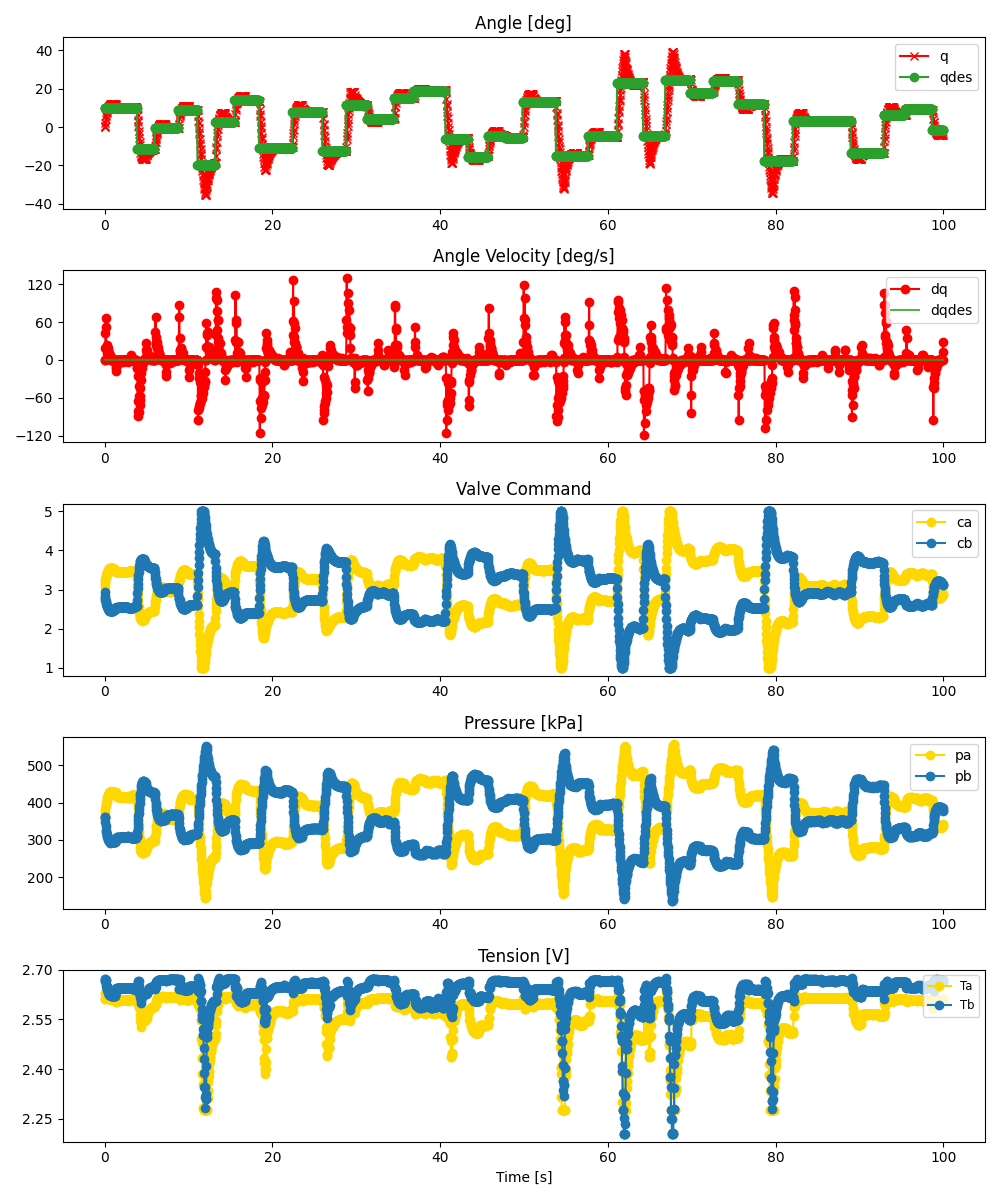 Angle [deg]
40
20
0
−20
−40
q
qdes
0 20 40 60 80 100
Angle Velocity [deg/s]
120
60
0
−60
−120
dq
dqdes
0 20 40 60 80 100
Valve Command
5
4
3
2
1
ca
cb
0 20 40 60 80 100
Pressure [kPa]
500
400
300
200
pa
pb
0 20 40 60 80 100
Tension [V]
2.70
2.55
2.40
2.25
Ta
Tb
0 20 40 60 80 100
Time [s]